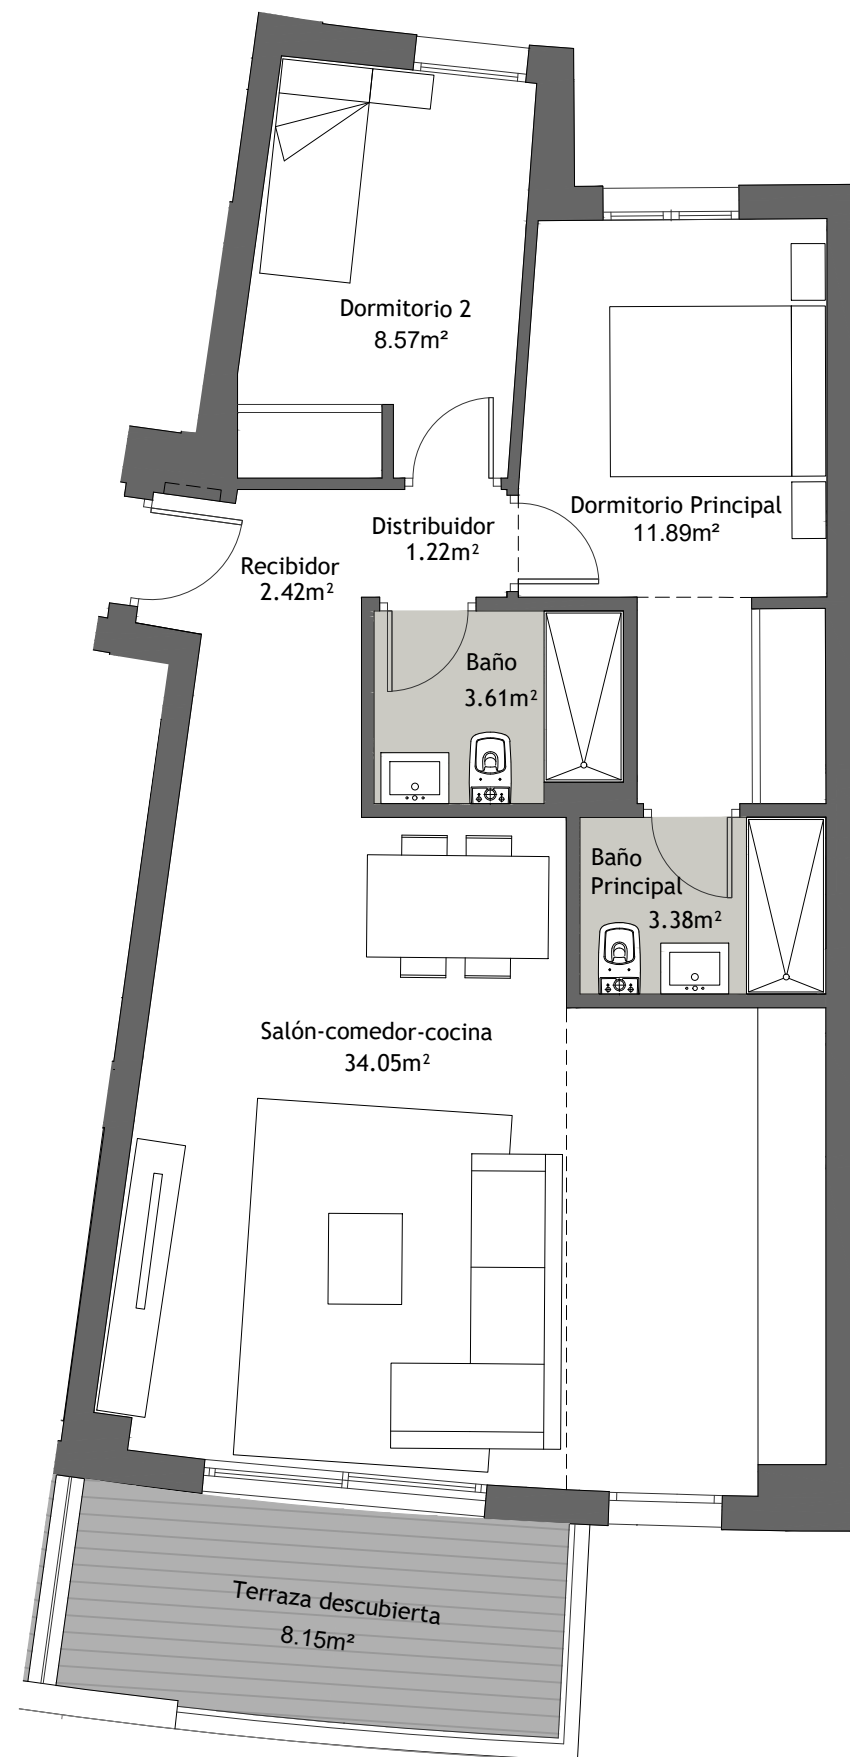 Dormitorio 2
8.57m²
Dormitorio Principal
11.89m²
Distribuidor
1.22m²
Recibidor
2.42m²
Baño
3.61m²
Baño
Principal
3.38m²
Salón-comedor-cocina
34.05m²
Terraza descubierta
8.15m²